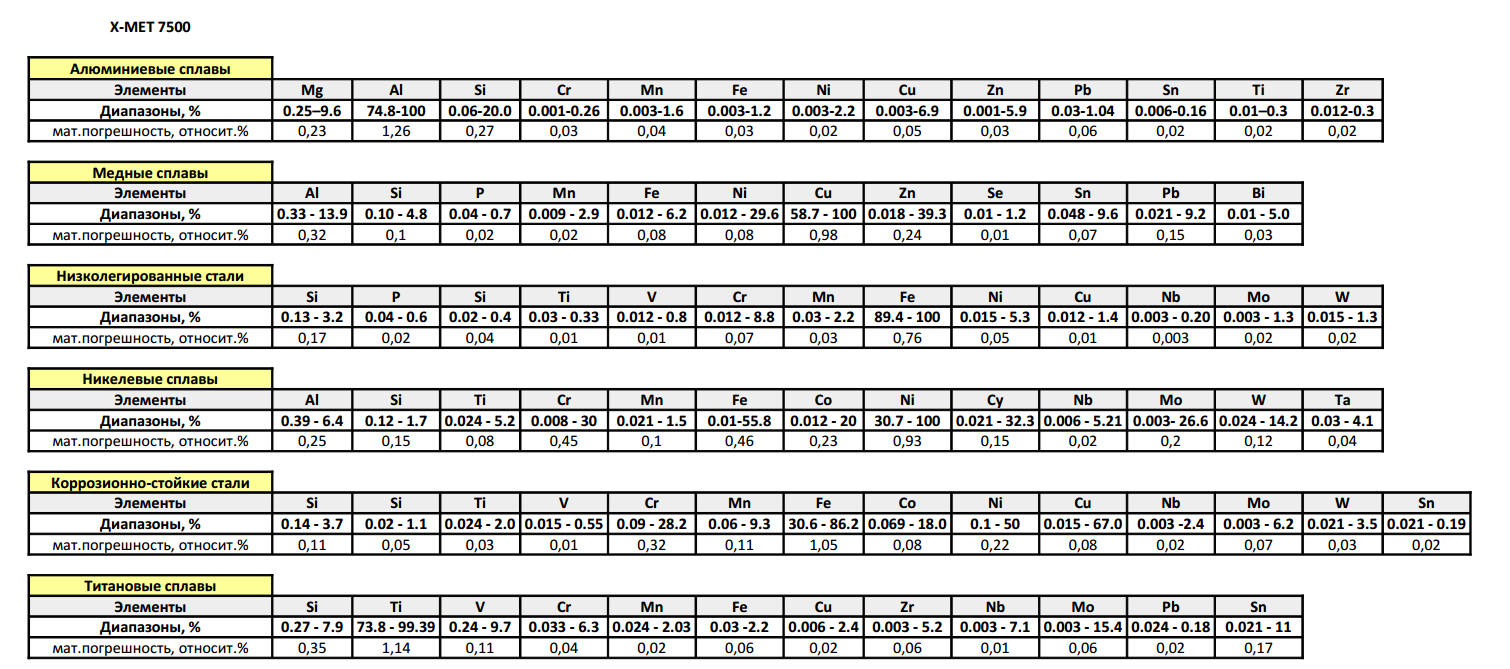 X-MET 7500
Алюминиевые сплавы
Элементы Mg Al Si Cr Mn Fe Ni Cu Zn Pb Sn Ti Zr
Диапазоны, % 0.25–9.6 74.8-100 0.06-20.0 0.001-0.26 0.003-1.6 0.003-1.2 0.003-2.2 0.003-6.9 0.001-5.9 0.03-1.04 0.006-0.16 0.01–0.3 0.012-0.3
мат.погрешность, относит.% 0,23 1,26 0,27 0,03 0,04 0,03 0,02 0,05 0,03 0,06 0,02 0,02 0,02
Медные сплавы
Элементы Al Si P Mn Fe Ni Cu Zn Se Sn Pb Bi
Диапазоны, % 0.33 - 13.9 0.10 - 4.8 0.04 - 0.7 0.009 - 2.9 0.012 - 6.2 0.012 - 29.6 58.7 - 100 0.018 - 39.3 0.01 - 1.2 0.048 - 9.6 0.021 - 9.2 0.01 - 5.0
мат.погрешность, относит.% 0,32 0,1 0,02 0,02 0,08 0,08 0,98 0,24 0,01 0,07 0,15 0,03
Низколегированные стали
Элементы Si P Si Ti V Cr Mn Fe Ni Cu Nb Mo W
Диапазоны, % 0.13 - 3.2 0.04 - 0.6 0.02 - 0.4 0.03 - 0.33 0.012 - 0.8 0.012 - 8.8 0.03 - 2.2 89.4 - 100 0.015 - 5.3 0.012 - 1.4 0.003 - 0.20 0.003 - 1.3 0.015 - 1.3
мат.погрешность, относит.% 0,17 0,02 0,04 0,01 0,01 0,07 0,03 0,76 0,05 0,01 0,003 0,02 0,02
Никелевые сплавы
Элементы Al Si Ti Cr Mn Fe Co Ni Cy Nb Mo W Ta
Диапазоны, % 0.39 - 6.4 0.12 - 1.7 0.024 - 5.2 0.008 - 30 0.021 - 1.5 0.01-55.8 0.012 - 20 30.7 - 100 0.021 - 32.3 0.006 - 5.21 0.003- 26.6 0.024 - 14.2 0.03 - 4.1
мат.погрешность, относит.% 0,25 0,15 0,08 0,45 0,1 0,46 0,23 0,93 0,15 0,02 0,2 0,12 0,04
Коррозионно-стойкие стали
Элементы Si Si Ti V Cr Mn Fe Co Ni Cu Nb Mo W Sn
Диапазоны, % 0.14 - 3.7 0.02 - 1.1 0.024 - 2.0 0.015 - 0.55 0.09 - 28.2 0.06 - 9.3 30.6 - 86.2 0.069 - 18.0 0.1 - 50 0.015 - 67.0 0.003 -2.4 0.003 - 6.2 0.021 - 3.5 0.021 - 0.19
мат.погрешность, относит.% 0,11 0,05 0,03 0,01 0,32 0,11 1,05 0,08 0,22 0,08 0,02 0,07 0,03 0,02
Титановые сплавы
Элементы Si Ti V Cr Mn Fe Cu Zr Nb Mo Pb Sn
Диапазоны, % 0.27 - 7.9 73.8 - 99.39 0.24 - 9.7 0.033 - 6.3 0.024 - 2.03 0.03 -2.2 0.006 - 2.4 0.003 - 5.2 0.003 - 7.1 0.003 - 15.4 0.024 - 0.18 0.021 - 11
мат.погрешность, относит.% 0,35 1,14 0,11 0,04 0,02 0,06 0,02 0,06 0,01 0,06 0,02 0,17